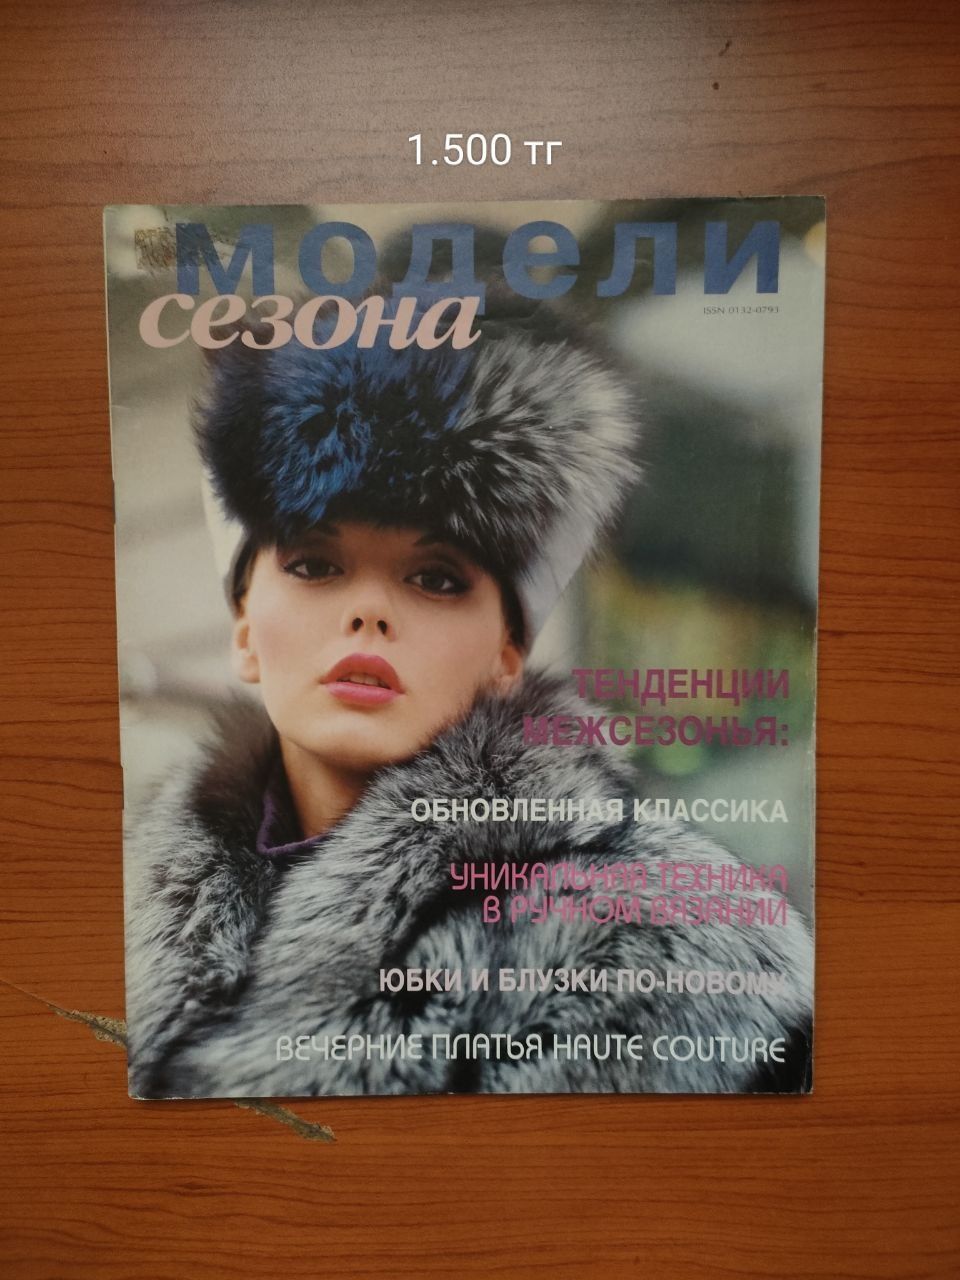 1.500 тг
модели
сезона
ISSN 0132-0793
ТЕНДЕНЦИИ
МЕЖСЕЗОНЬЯ:
ОБНОВЛЕННАЯ КЛАССИКА
УНИКАЛЬНАЯ ТЕХНИКА
В РУЧНОМ ВЯЗАНИИ
ЮБКИ И БЛУЗКИ ПО-НОВОМУ
ВЕЧЕРНИЕ ПЛАТЬЯ HAUTE COUTURE